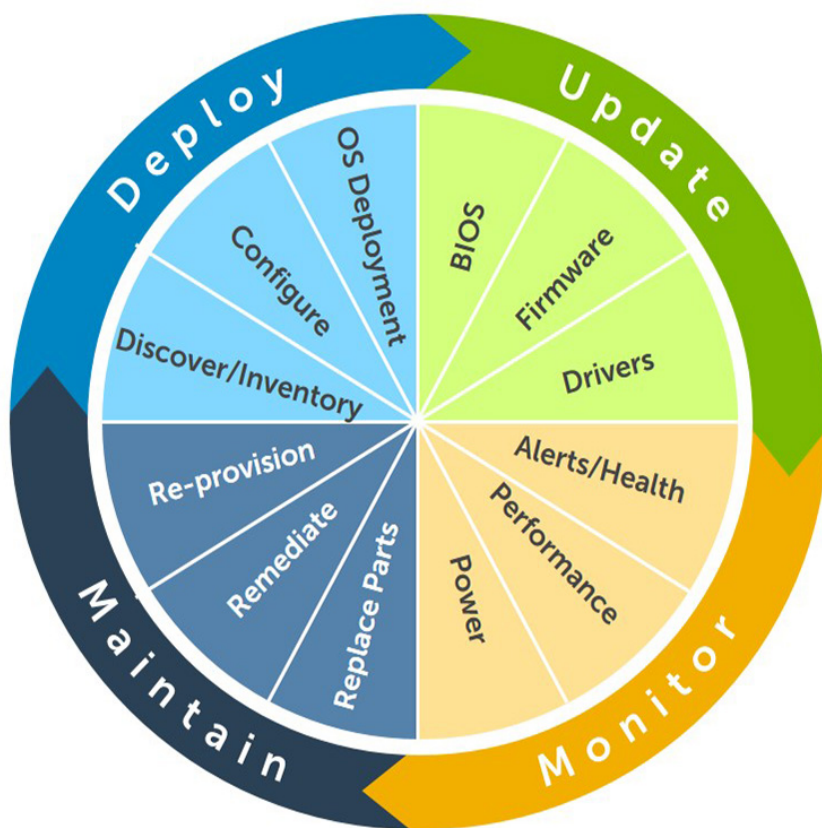 Deploy
Update
Monitor
Maintain
OS Deployment
Configure
Discover/Inventory
BIOS
Firmware
Drivers
Alerts/Health
Performance
Power
Replace Parts
Remediate
Re-provision